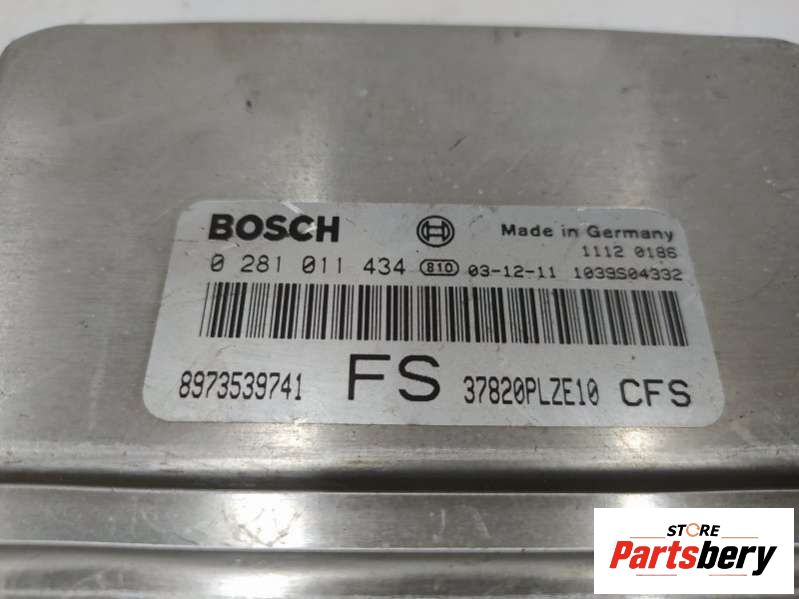 BOSCH Made in Germany
1112 0186
0 281 011 434 810 03-12-11 1039S04332
8973539741 FS 37820PLZE10 CFS
STORE
Partsbery